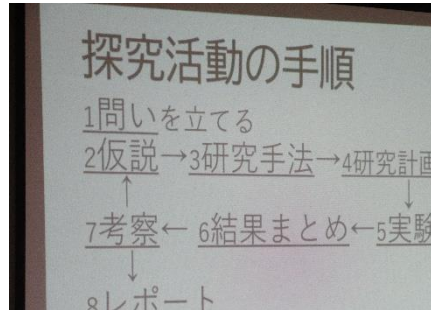 探究活動の手順
1問いを立てる
2仮説→3研究手法→4研究計画
↑ ↓
7考察← 6結果まとめ←5実験
↓
8レポート